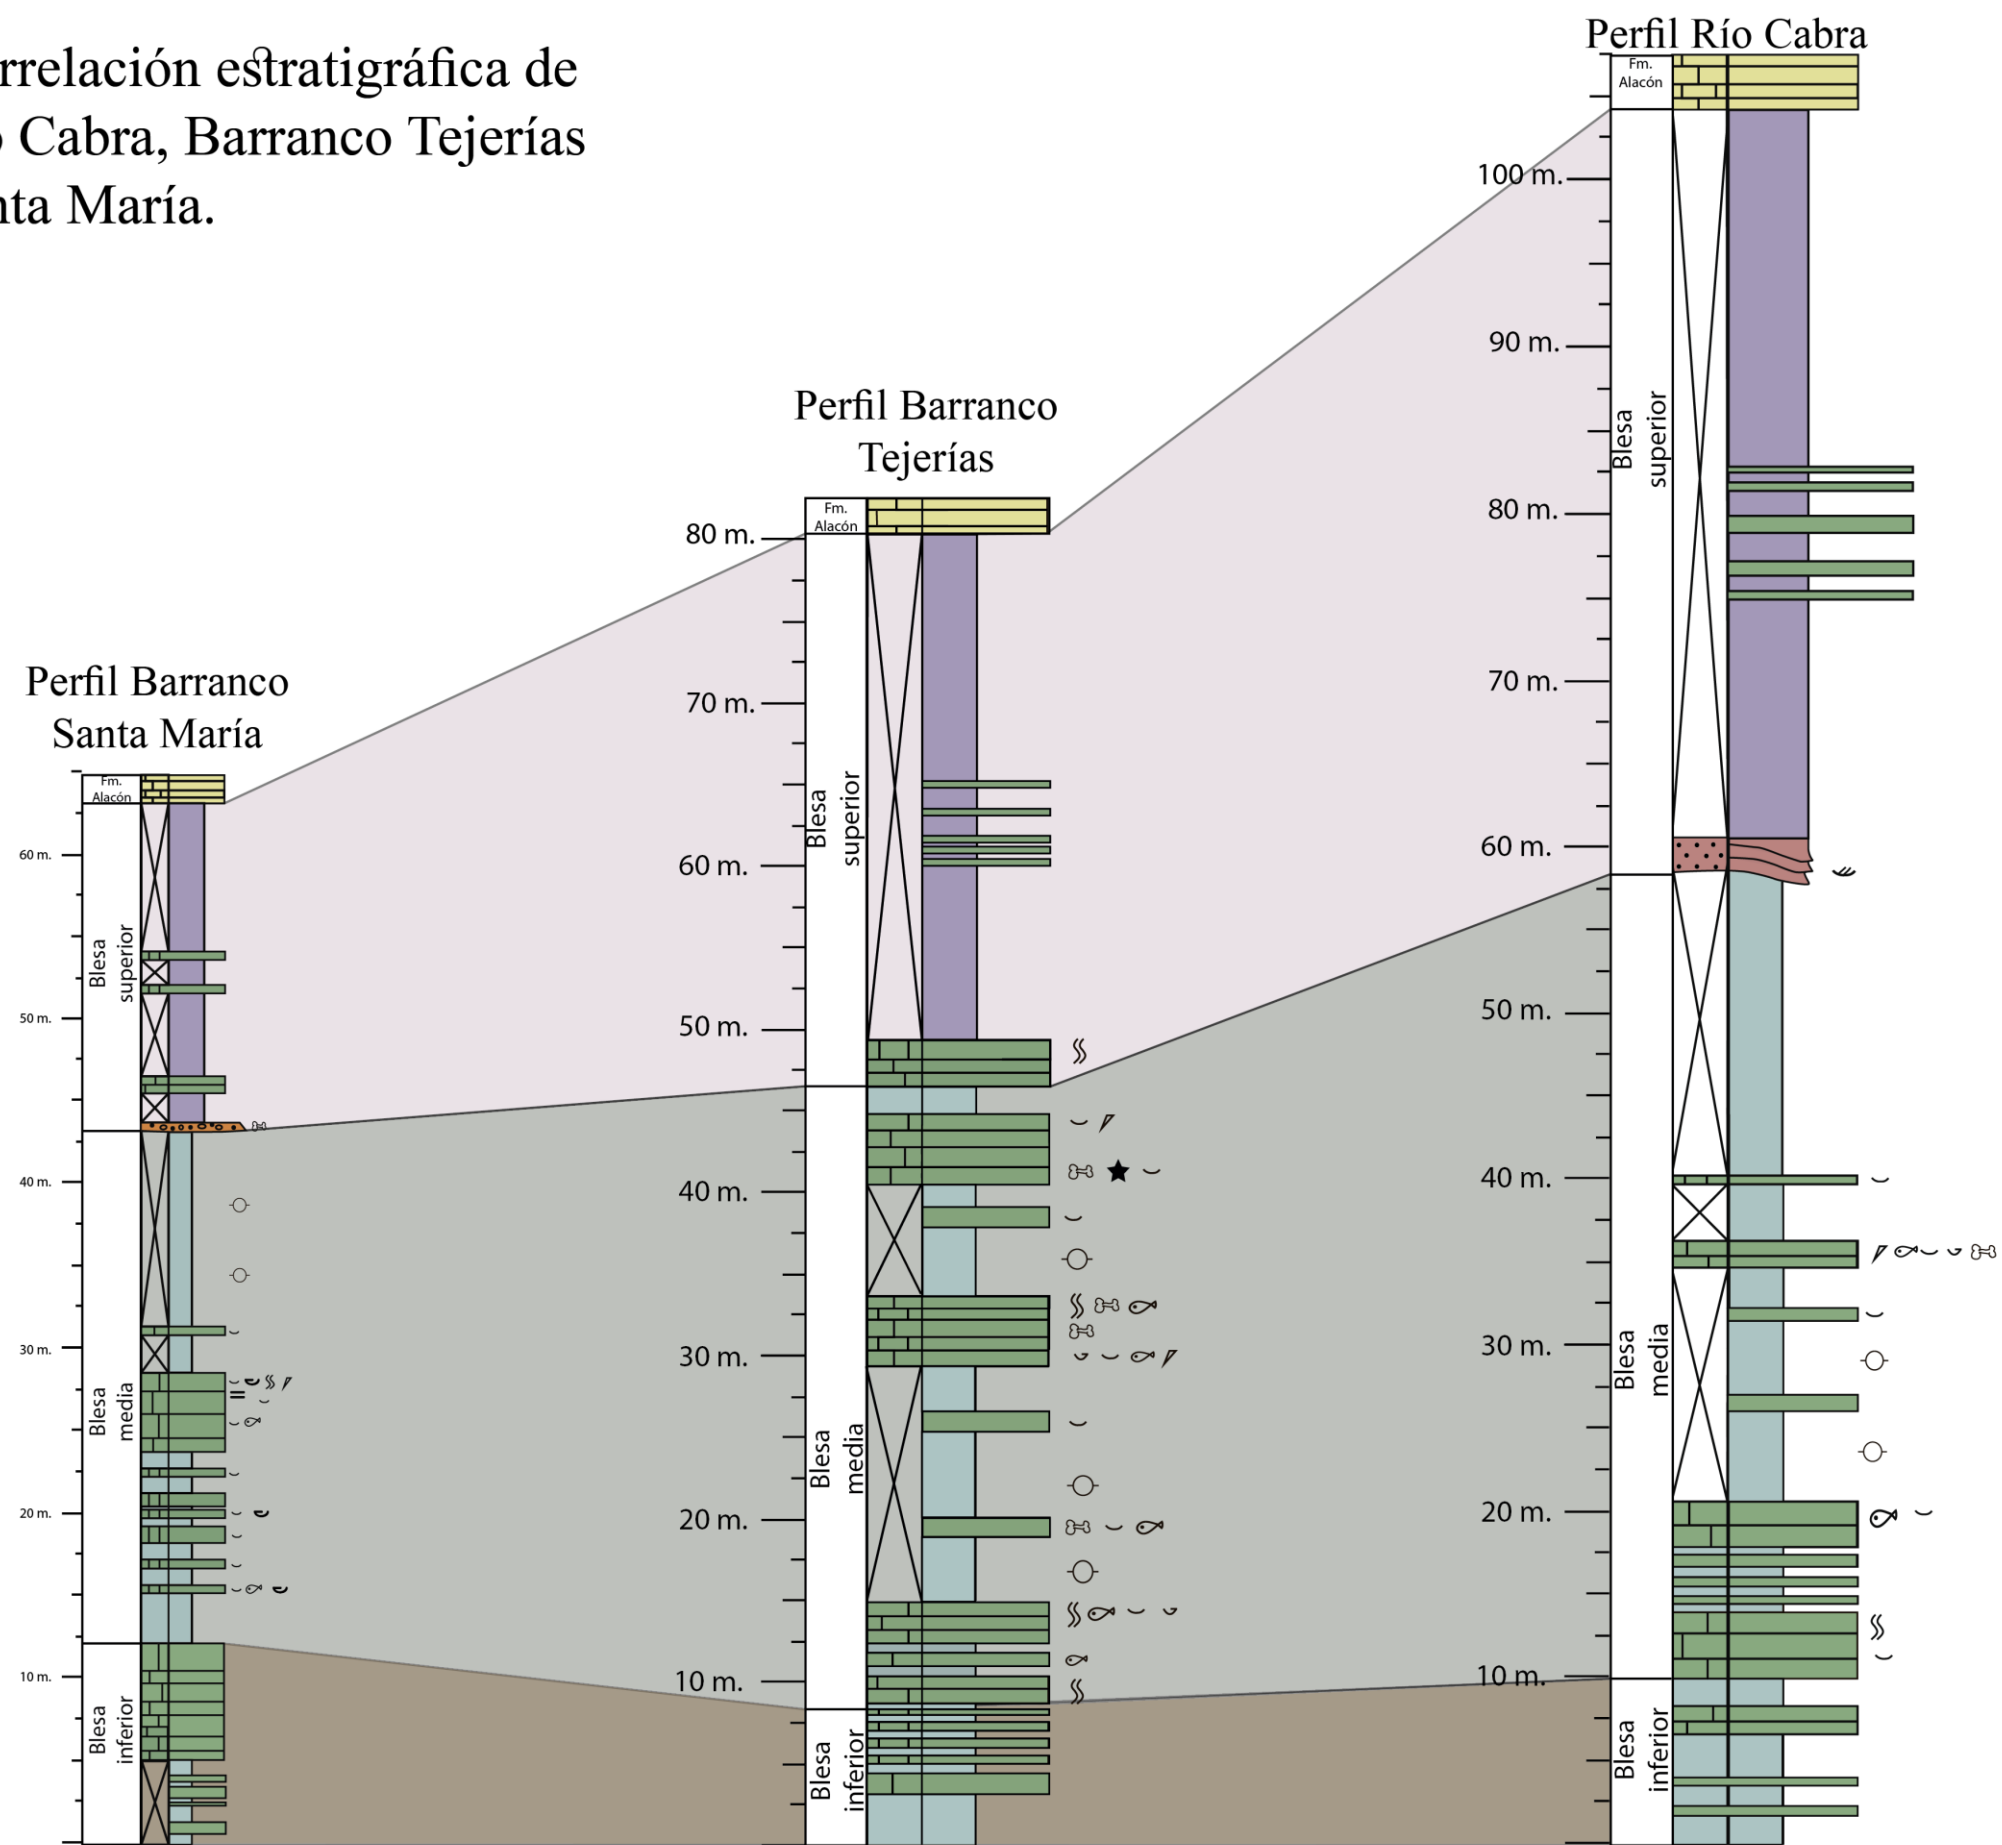 rrelación estratigráfica de
Cabra, Barranco Tejerías
nta María.
Perfil Río Cabra
Fm.
Alacón
100 m.
90 m.
80 m.
70 m.
60 m.
50 m.
40 m.
30 m.
20 m.
10 m.
Blesa
superior
Blesa
media
Blesa
inferior
Perfil Barranco
Tejerías
Fm.
Alacón
80 m.
70 m.
60 m.
50 m.
40 m.
30 m.
20 m.
10 m.
Blesa
superior
Blesa
media
Blesa
inferior
Perfil Barranco
Santa María
Fm.
Alacón
60 m.
50 m.
40 m.
30 m.
20 m.
10 m.
Blesa
superior
Blesa
media
Blesa
inferior